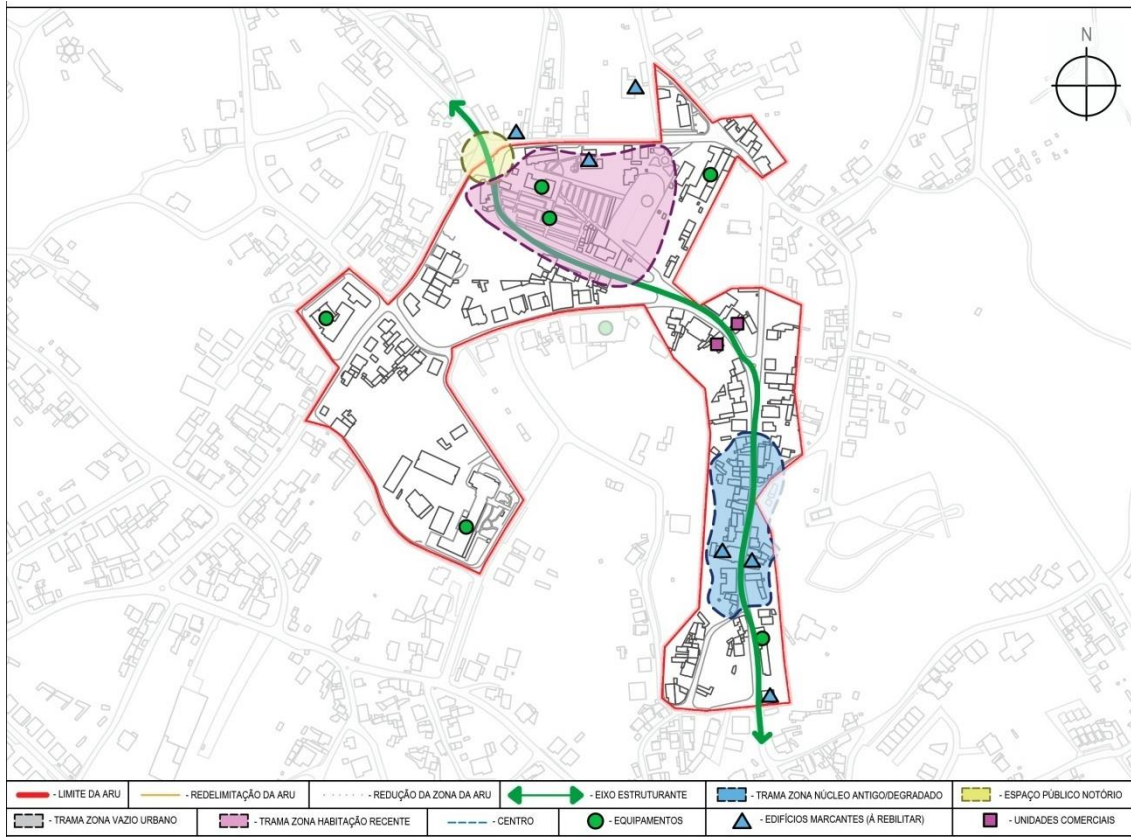 N
- LIMITE DA ARU - REDELIMITAÇÃO DA ARU - REDUÇÃO DA ZONA DA ARU - EIXO ESTRUTURANTE - TRAMA ZONA NÚCLEO ANTIGO/DEGRADADO - ESPAÇO PÚBLICO NOTÓRIO
- TRAMA ZONA VAZIO URBANO - TRAMA ZONA HABITAÇÃO RECENTE - CENTRO - EQUIPAMENTOS - EDIFÍCIOS MARCANTES (Á REBILITAR) - UNIDADES COMERCIAIS